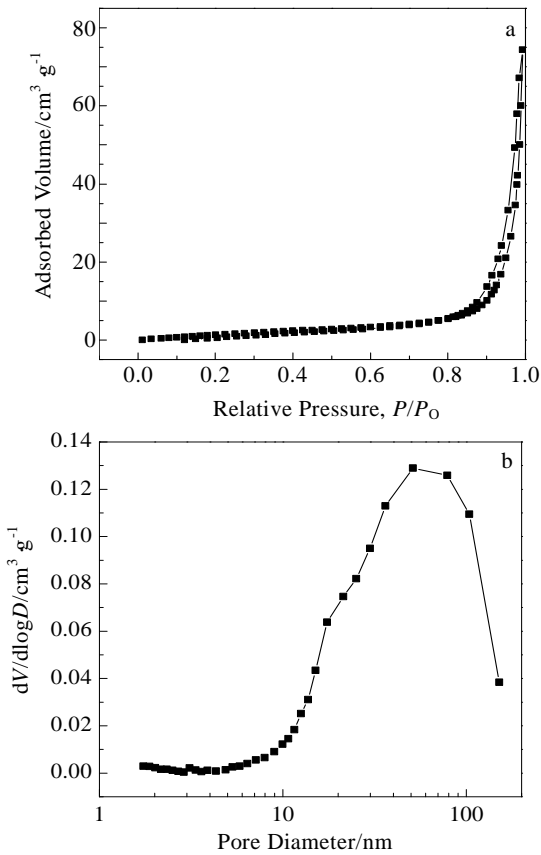 a
80
60
40
20
0
Adsorbed Volume/cm³ g⁻¹
0.0 0.2 0.4 0.6 0.8 1.0
Relative Pressure, P/P_O
b
0.14
0.12
0.10
0.08
0.06
0.04
0.02
0.00
dV/dlogD/cm³ g⁻¹
1 10 100
Pore Diameter/nm